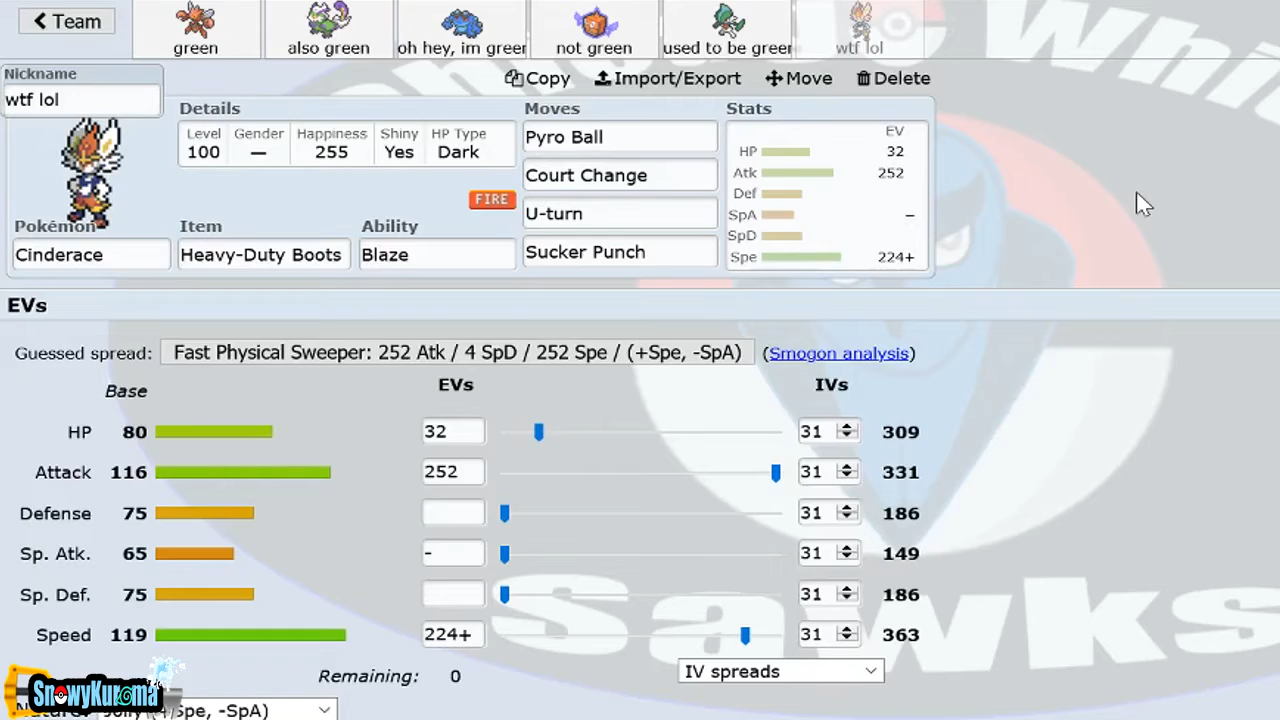 Team
green
also green
oh hey, im green
not green
used to be green
wtf lol
Nickname
wtf lol
Copy Import/Export Move Delete
Details
Level Gender Happiness Shiny HP Type
100 — 255 Yes Dark
FIRE
Pokémon Item Ability
Cinderace Heavy-Duty Boots Blaze
Moves
Pyro Ball
Court Change
U-turn
Sucker Punch
Stats
EV
HP 32
Atk 252
Def
SpA –
SpD
Spe 224+
EVs
Guessed spread: Fast Physical Sweeper: 252 Atk / 4 SpD / 252 Spe / (+Spe, -SpA) (Smogon analysis)
Base EVs IVs
HP 80 32 31 309
Attack 116 252 31 331
Defense 75 31 186
Sp. Atk. 65 - 31 149
Sp. Def. 75 31 186
Speed 119 224+ 31 363
Remaining: 0 IV spreads
SnowyKuroma
Sawks